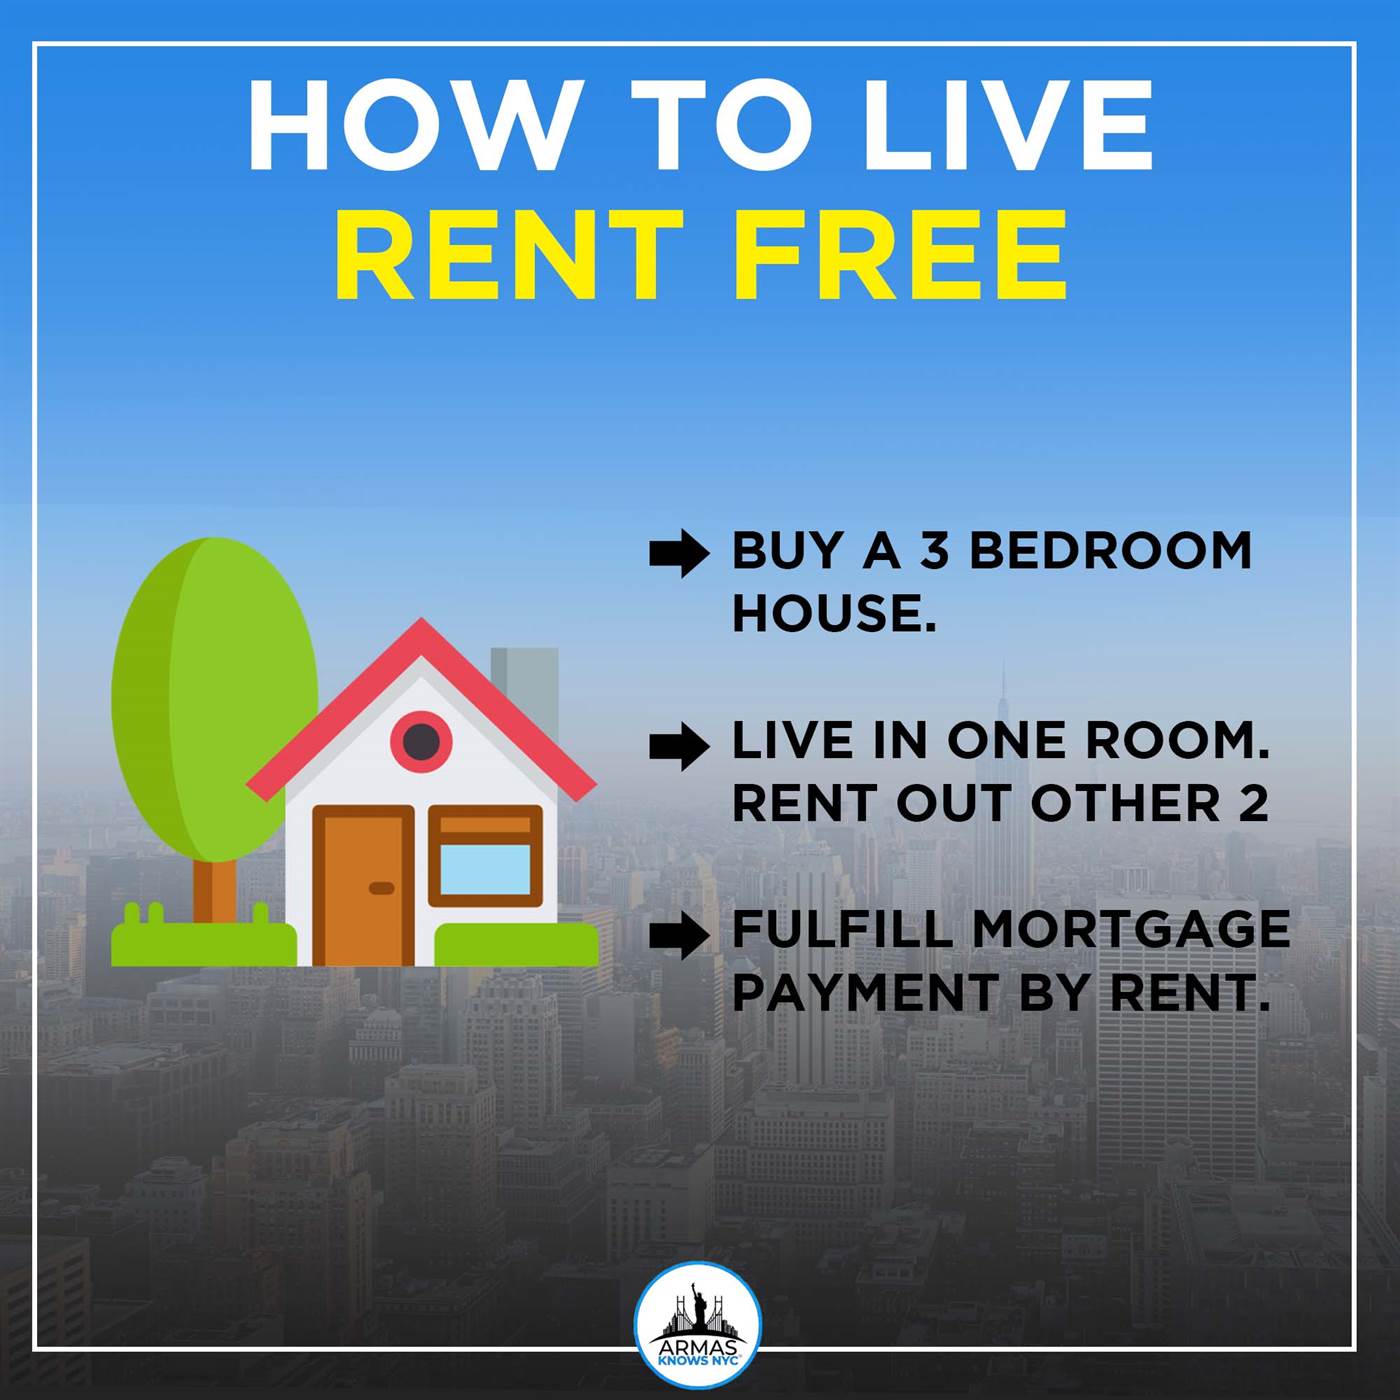 HOW TO LIVE
RENT FREE
BUY A 3 BEDROOM
HOUSE.
LIVE IN ONE ROOM.
RENT OUT OTHER 2
FULFILL MORTGAGE
PAYMENT BY RENT.
ARMAS
KNOWS NYC